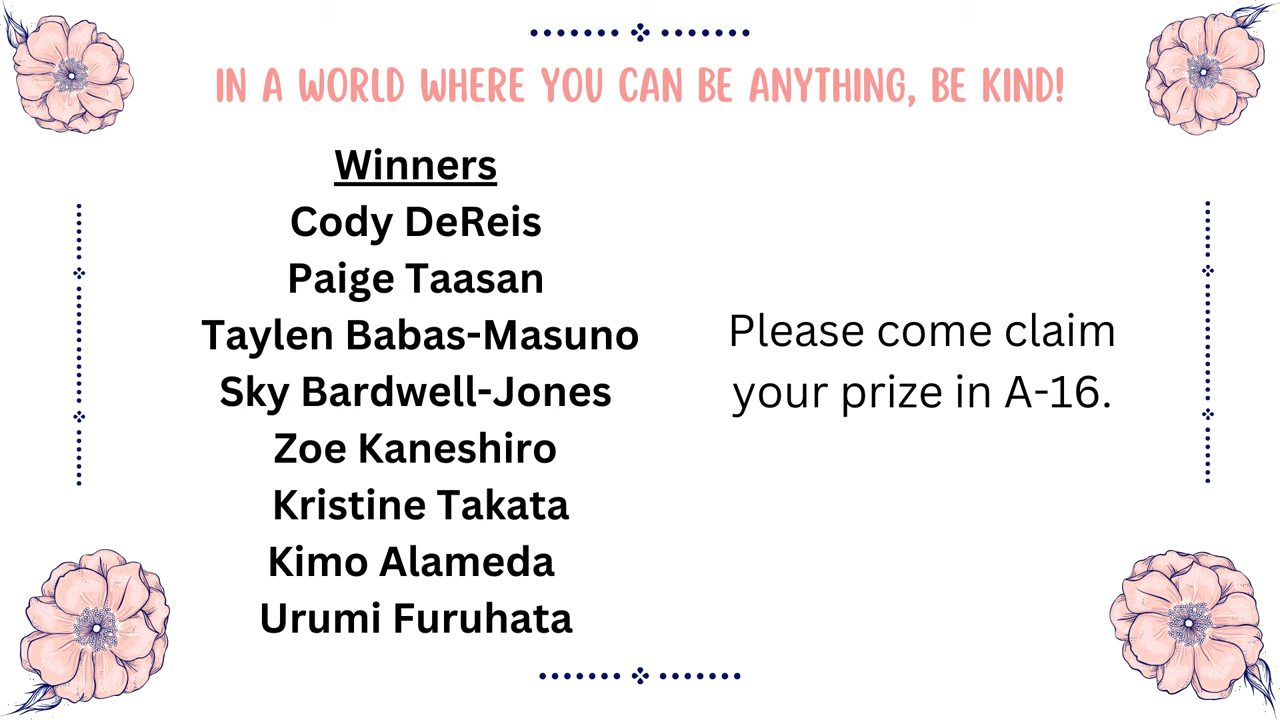 IN A WORLD WHERE YOU CAN BE ANYTHING, BE KIND!
Winners
Cody DeReis
Paige Taasan
Taylen Babas-Masuno
Sky Bardwell-Jones
Zoe Kaneshiro
Kristine Takata
Kimo Alameda
Urumi Furuhata
Please come claim
your prize in A-16.